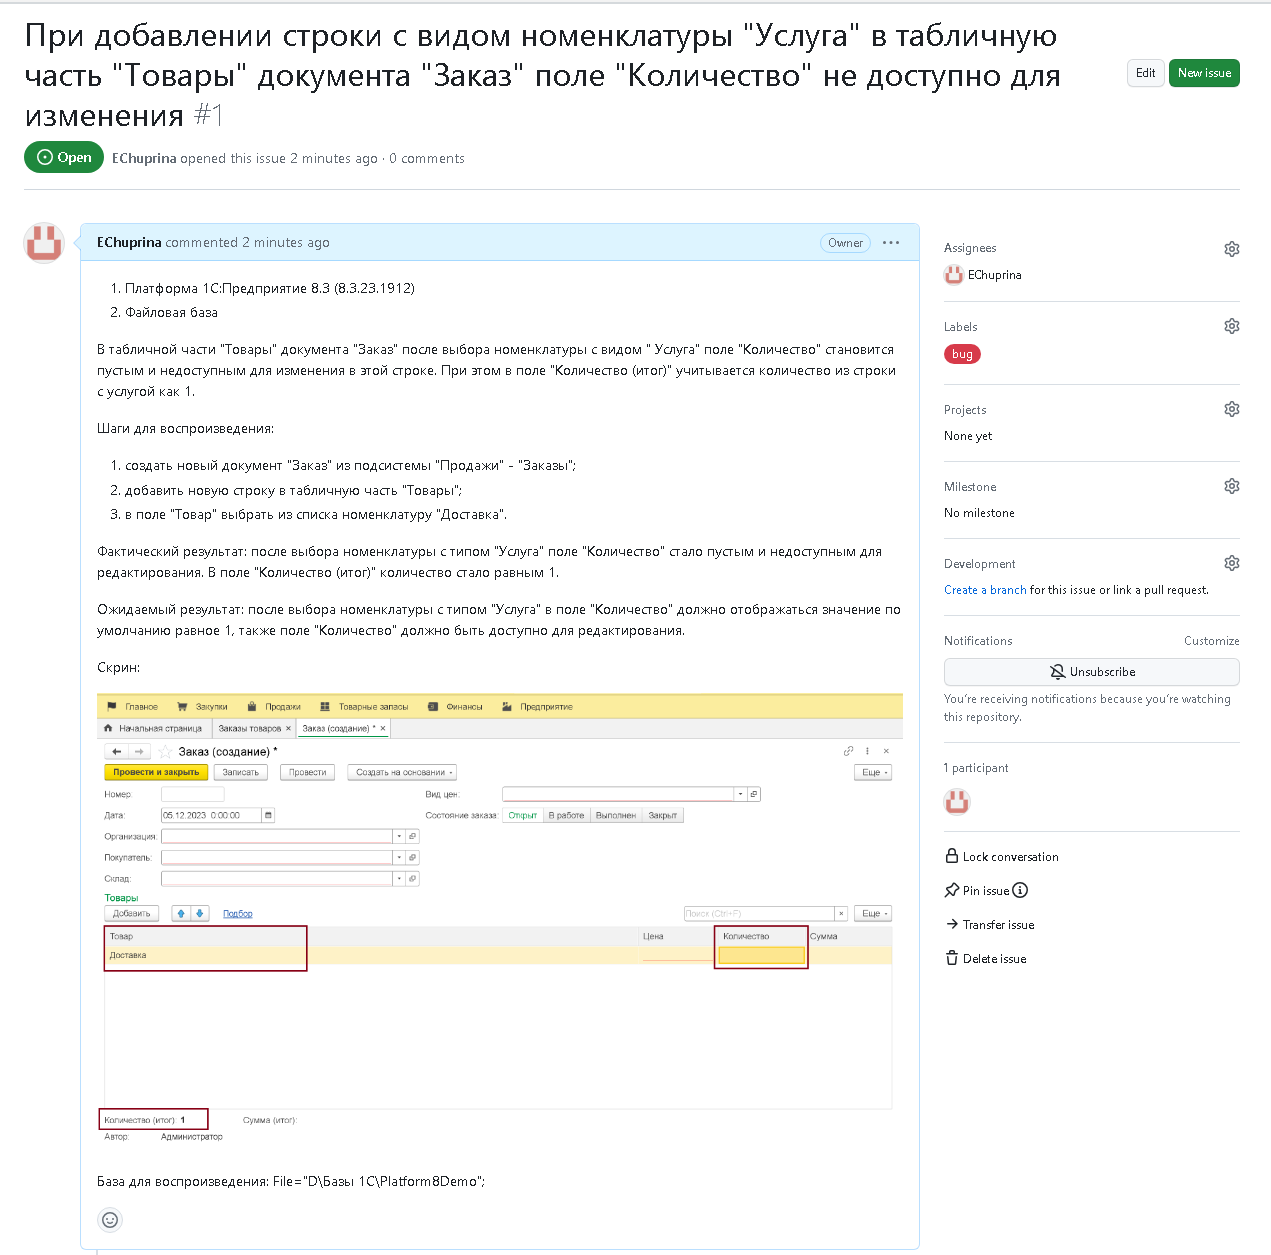 При добавлении строки с видом номенклатуры "Услуга" в табличную
часть "Товары" документа "Заказ" поле "Количество" не доступно для
изменения #1
Edit
New issue
Open
EChuprina opened this issue 2 minutes ago · 0 comments
EChuprina commented 2 minutes ago
Owner
1. Платформа 1С:Предприятие 8.3 (8.3.23.1912)
2. Файловая база
В табличной части "Товары" документа "Заказ" после выбора номенклатуры с видом " Услуга" поле "Количество" становится
пустым и недоступным для изменения в этой строке. При этом в поле "Количество (итог)" учитывается количество из строки
с услугой как 1.
Шаги для воспроизведения:
1. создать новый документ "Заказ" из подсистемы "Продажи" - "Заказы";
2. добавить новую строку в табличную часть "Товары";
3. в поле "Товар" выбрать из списка номенклатуру "Доставка".
Фактический результат: после выбора номенклатуры с типом "Услуга" поле "Количество" стало пустым и недоступным для
редактирования. В поле "Количество (итог)" количество стало равным 1.
Ожидаемый результат: после выбора номенклатуры с типом "Услуга" в поле "Количество" должно отображаться значение по
умолчанию равное 1, также поле "Количество" должно быть доступно для редактирования.
Скрин:
Главное Закупки Продажи Товарные запасы Финансы Предприятие
Начальная страница Заказы товаров × Заказ (создание) * ×
Заказ (создание) *
Провести и закрыть Записать Провести Создать на основании Еще
Номер: Вид цен:
Дата: 05.12.2023 0:00:00 Состояние заказа: Открыт В работе Выполнен Закрыт
Организация:
Покупатель:
Склад:
Товары
Добавить Подбор Поиск (Ctrl+F) × Еще
Товар Цена Количество Сумма
Доставка
Количество (итог): 1 Сумма (итог):
Автор: Администратор
База для воспроизведения: File="D\Базы 1С\Platform8Demo";
Assignees
EChuprina
Labels
bug
Projects
None yet
Milestone
No milestone
Development
Create a branch for this issue or link a pull request.
Notifications Customize
Unsubscribe
You're receiving notifications because you're watching
this repository.
1 participant
Lock conversation
Pin issue
Transfer issue
Delete issue